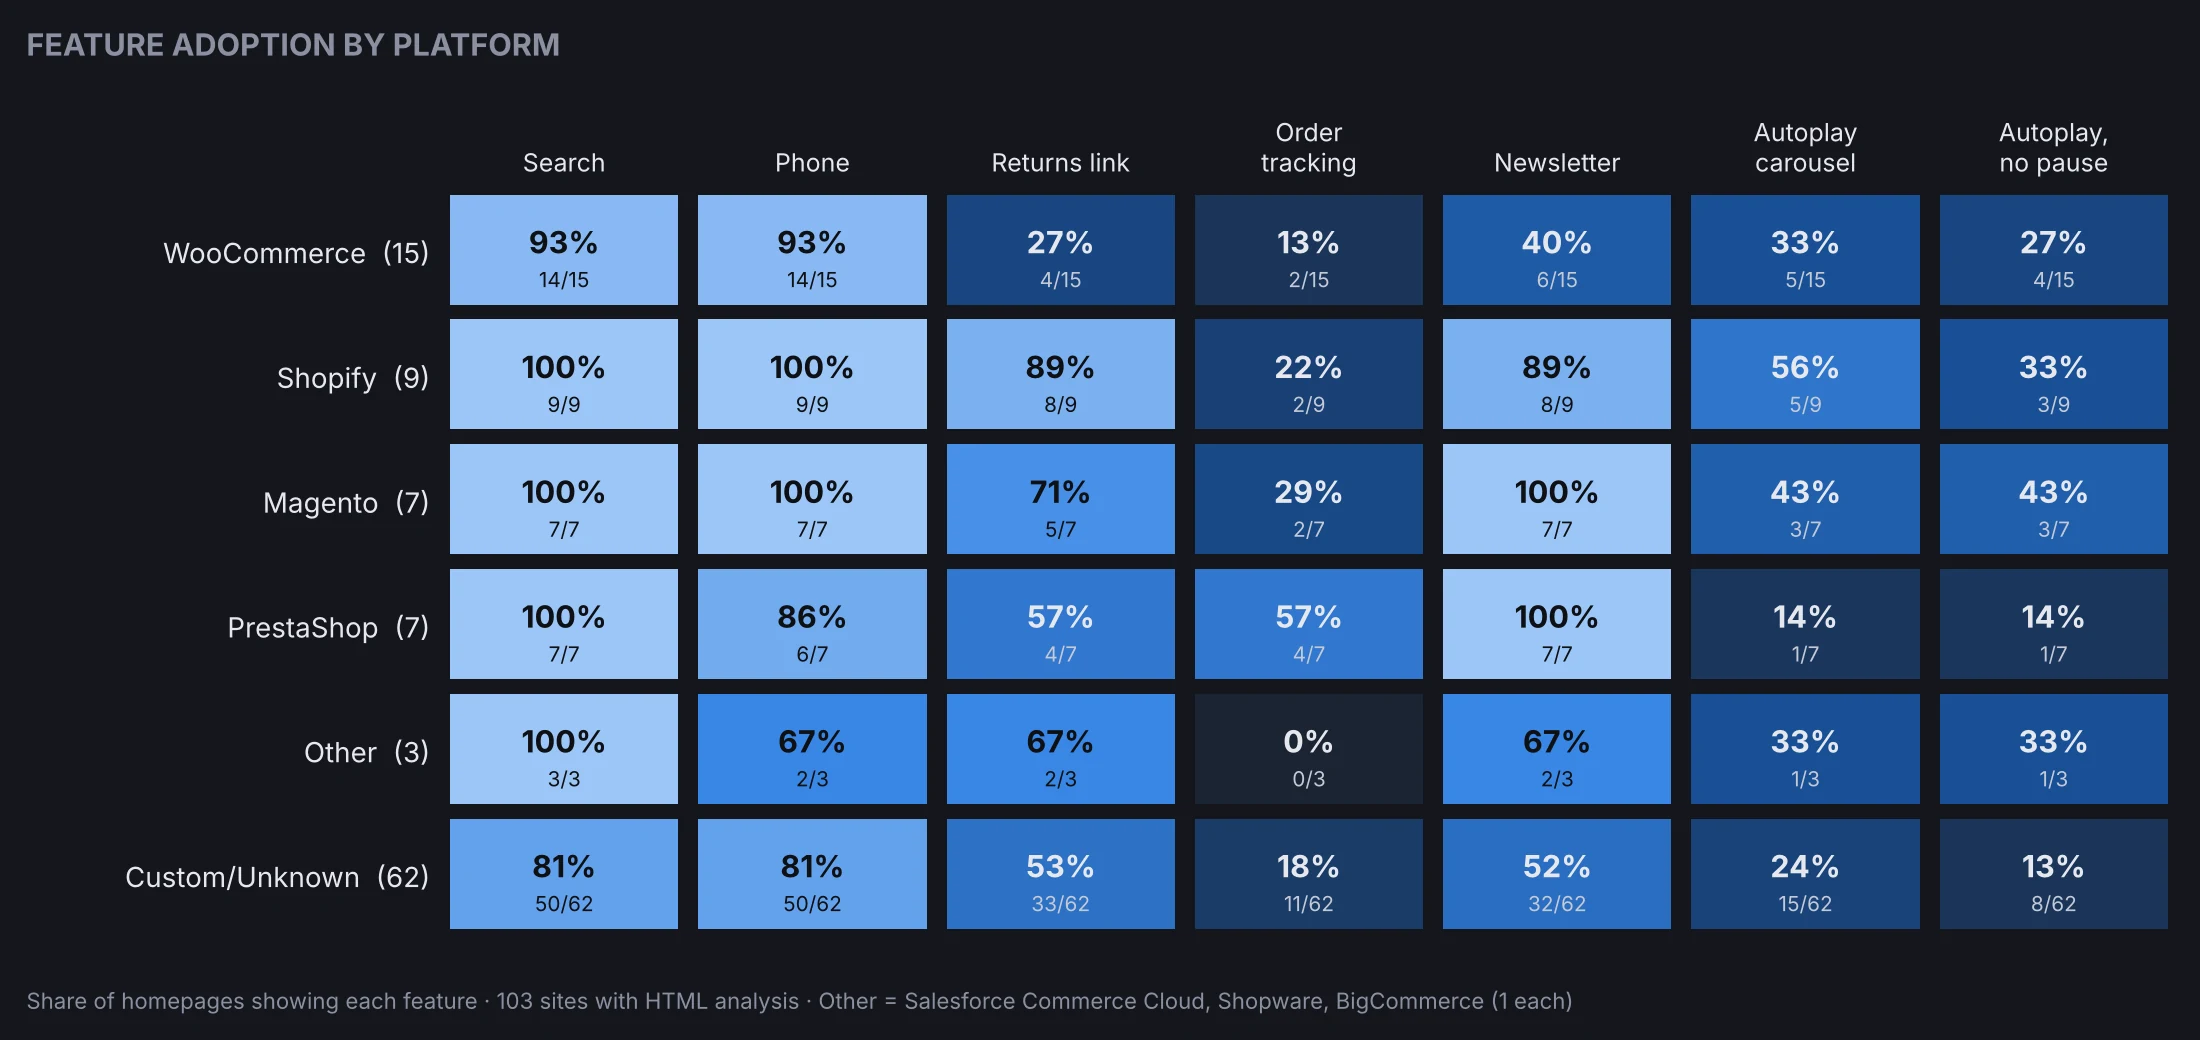 FEATURE ADOPTION BY PLATFORM
Search Phone Returns link Order tracking Newsletter Autoplay carousel Autoplay, no pause
WooCommerce (15) 93% 93% 27% 13% 40% 33% 27%
14/15 14/15 4/15 2/15 6/15 5/15 4/15
Shopify (9) 100% 100% 89% 22% 89% 56% 33%
9/9 9/9 8/9 2/9 8/9 5/9 3/9
Magento (7) 100% 100% 71% 29% 100% 43% 43%
7/7 7/7 5/7 2/7 7/7 3/7 3/7
PrestaShop (7) 100% 86% 57% 57% 100% 14% 14%
7/7 6/7 4/7 4/7 7/7 1/7 1/7
Other (3) 100% 67% 67% 0% 67% 33% 33%
3/3 2/3 2/3 0/3 2/3 1/3 1/3
Custom/Unknown (62) 81% 81% 53% 18% 52% 24% 13%
50/62 50/62 33/62 11/62 32/62 15/62 8/62
Share of homepages showing each feature · 103 sites with HTML analysis · Other = Salesforce Commerce Cloud, Shopware, BigCommerce (1 each)